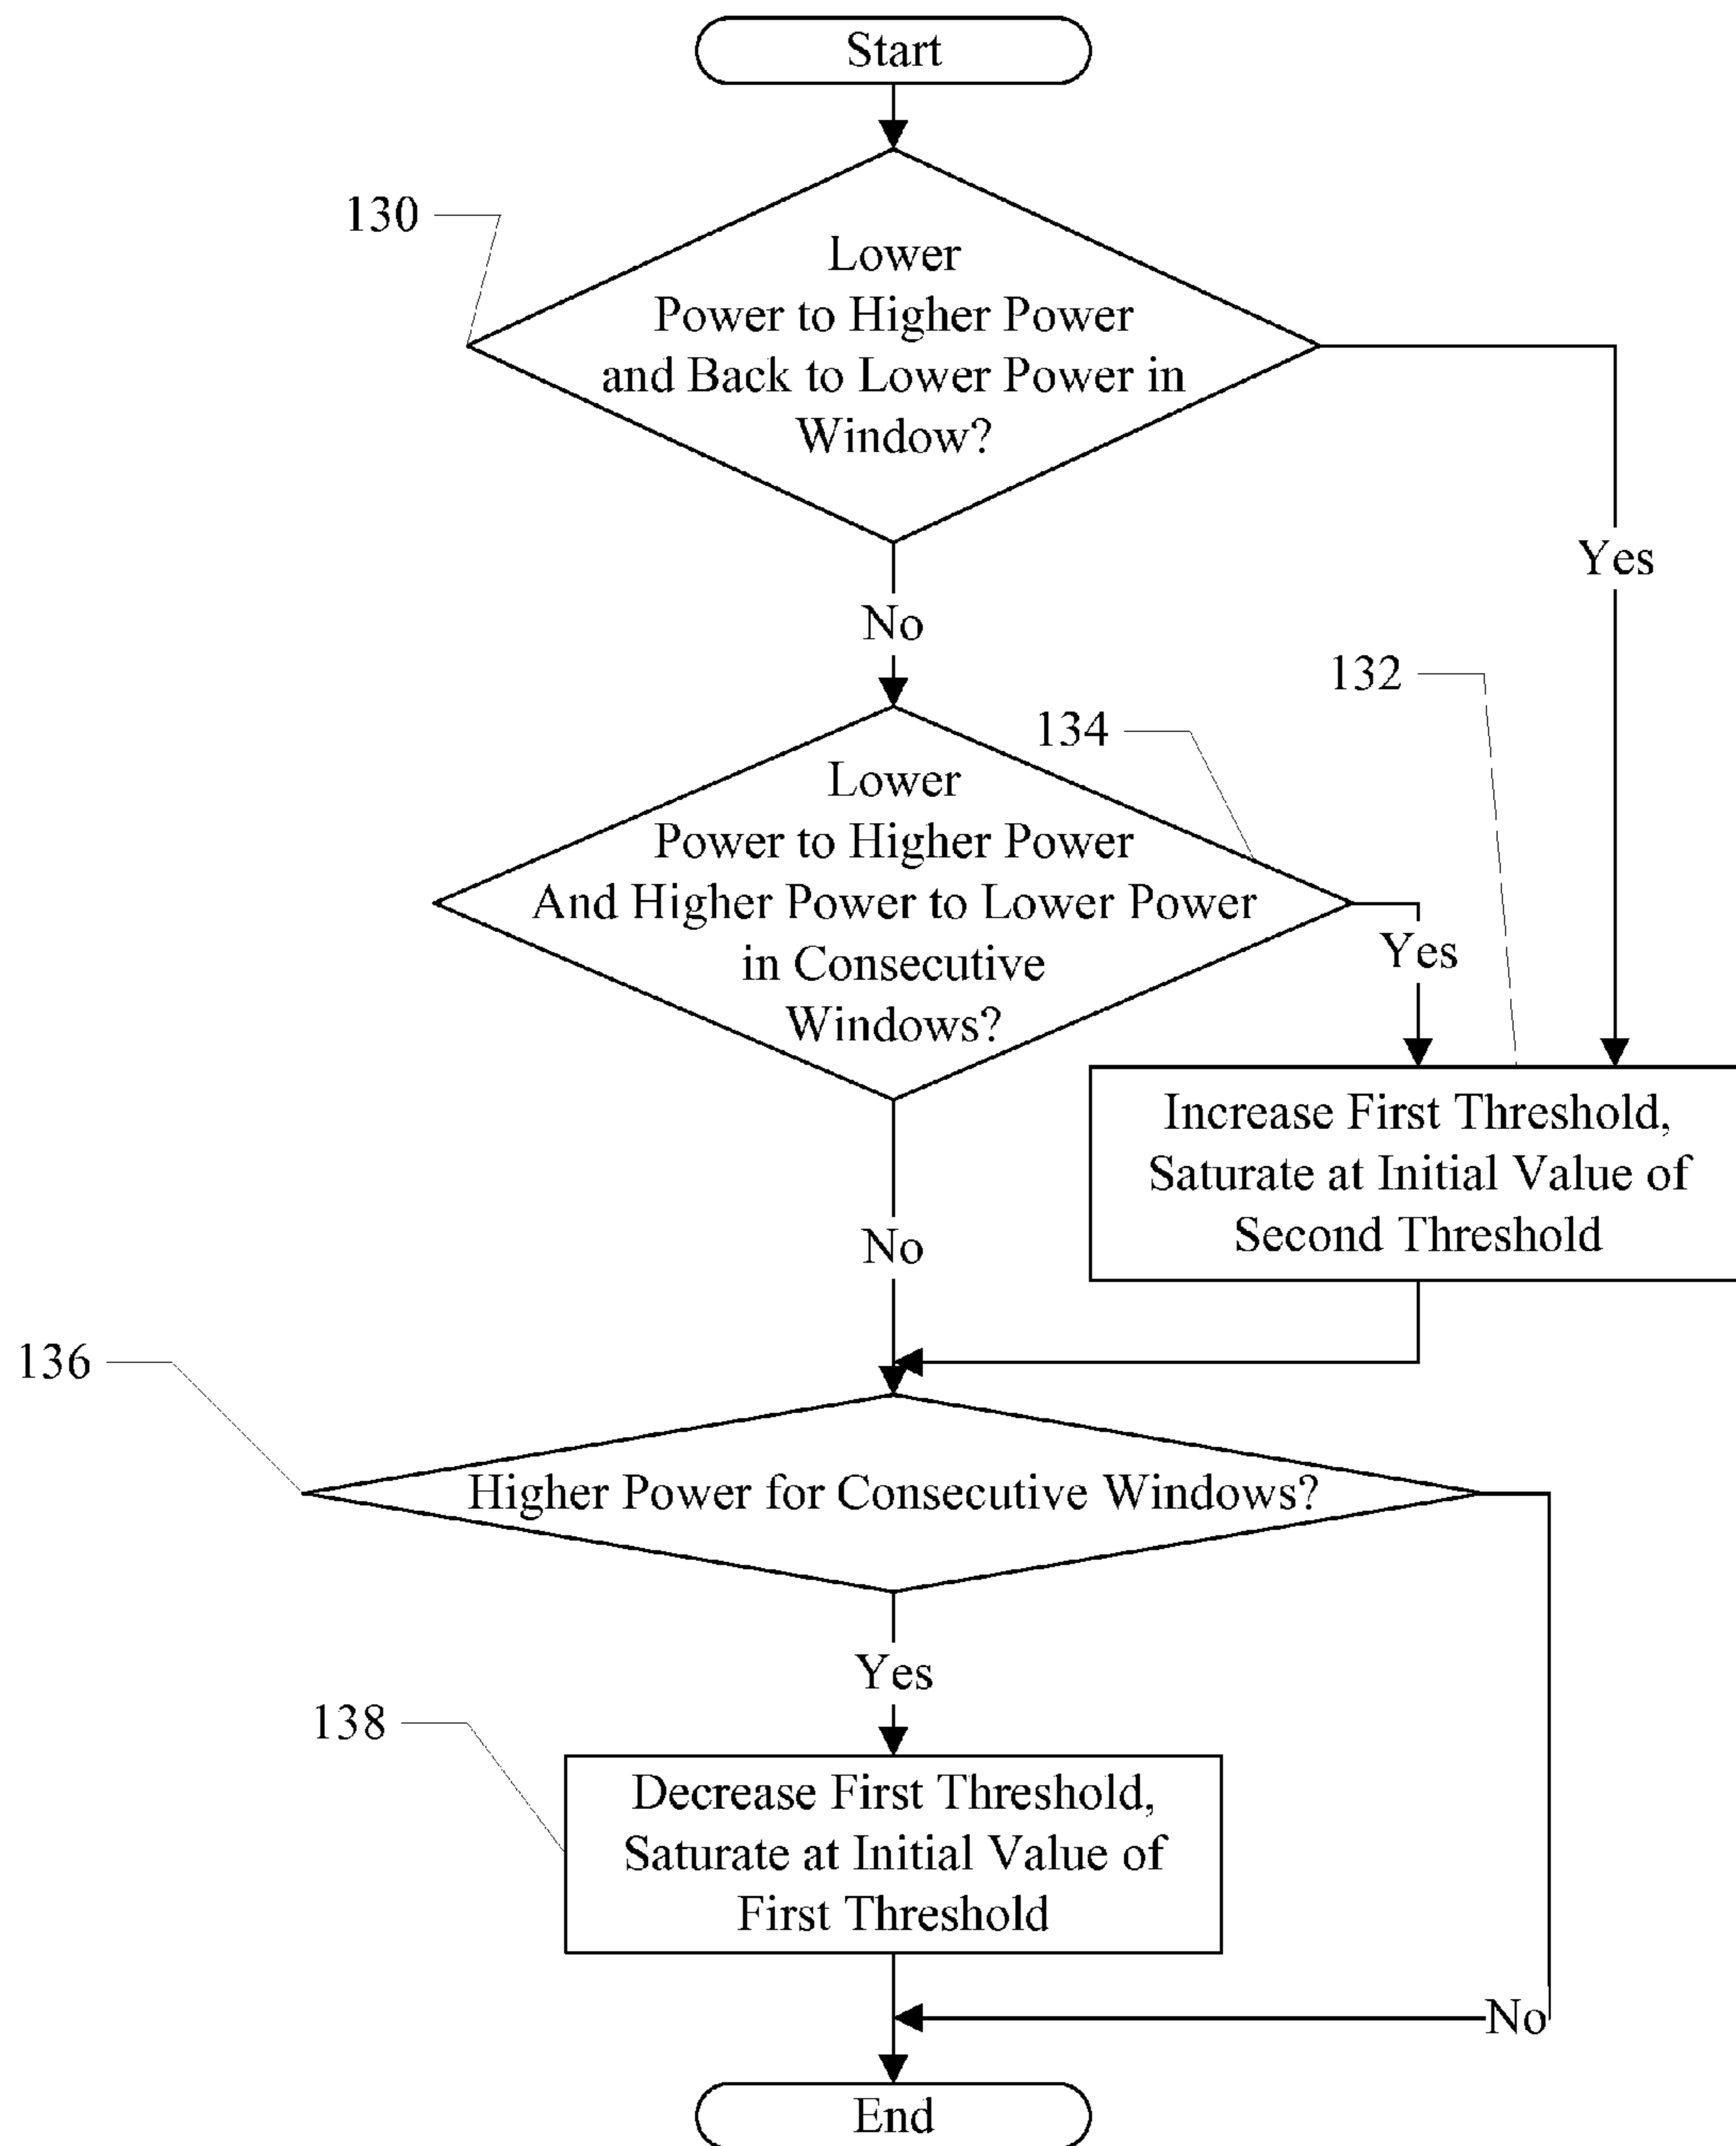 Start
130
Lower
Power to Higher Power
and Back to Lower Power in
Window?
Yes
No
132
134
Lower
Power to Higher Power
And Higher Power to Lower Power
in Consecutive
Windows?
Yes
Increase First Threshold,
Saturate at Initial Value of
Second Threshold
No
136
Higher Power for Consecutive Windows?
Yes
138
Decrease First Threshold,
Saturate at Initial Value of
First Threshold
No
End